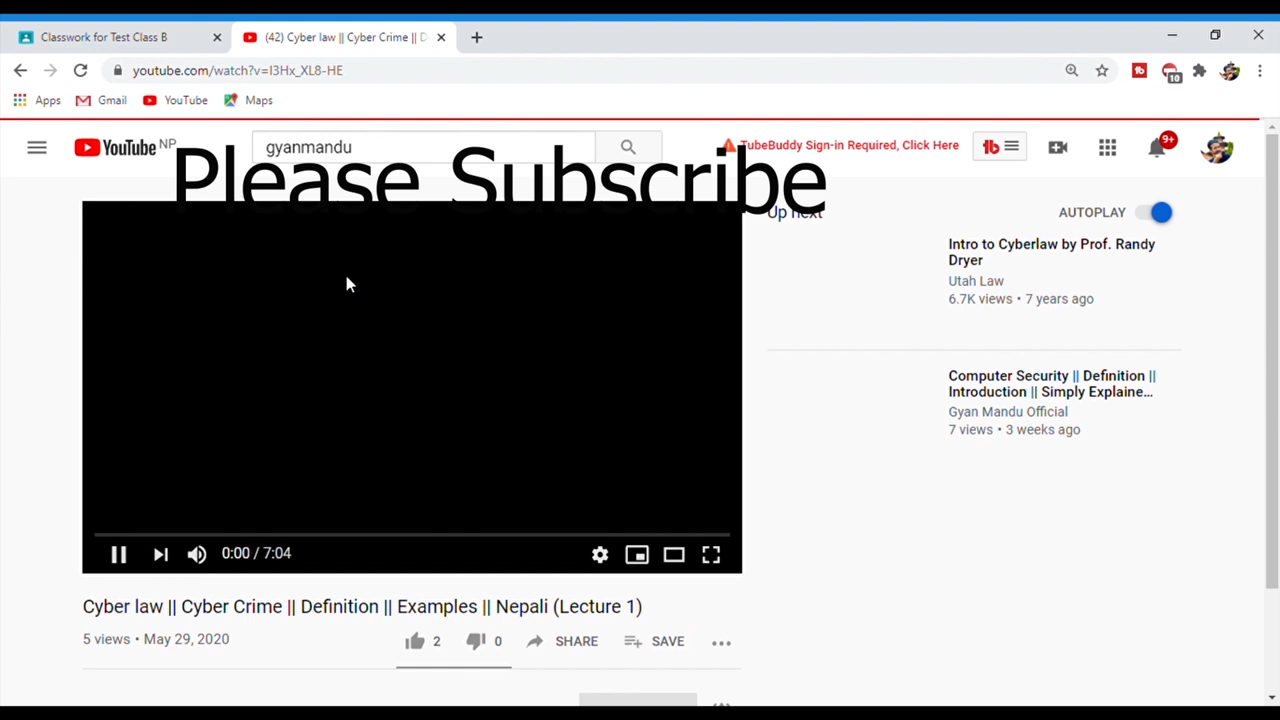 Classwork for Test Class B
(42) Cyber law || Cyber Crime || D
youtube.com/watch?v=I3Hx_XL8-HE
10
Apps Gmail YouTube Maps
YouTube NP
gyanmandu
TubeBuddy Sign-in Required, Click Here
tb
9+
Please Subscribe
Up next
AUTOPLAY
Intro to Cyberlaw by Prof. Randy
Dryer
Utah Law
6.7K views • 7 years ago
Computer Security || Definition ||
Introduction || Simply Explaine...
Gyan Mandu Official
7 views • 3 weeks ago
0:00 / 7:04
Cyber law || Cyber Crime || Definition || Examples || Nepali (Lecture 1)
5 views • May 29, 2020
2 0 SHARE SAVE